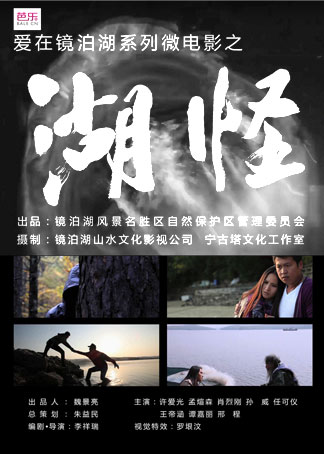 芭乐
BALE.CN
爱在镜泊湖系列微电影之
湖怪
出品：镜泊湖风景名胜区自然保护区管理委员会
摄制：镜泊湖山水文化影视公司 宁古塔文化工作室
出品人：魏景亮
总策划：朱益民
编剧·导演：李祥瑞
主演：许爱光 孟煊森 肖烈刚 孙 威 任可仪
王帝涵 谭嘉丽 邢 程
视觉特效：罗垠汶